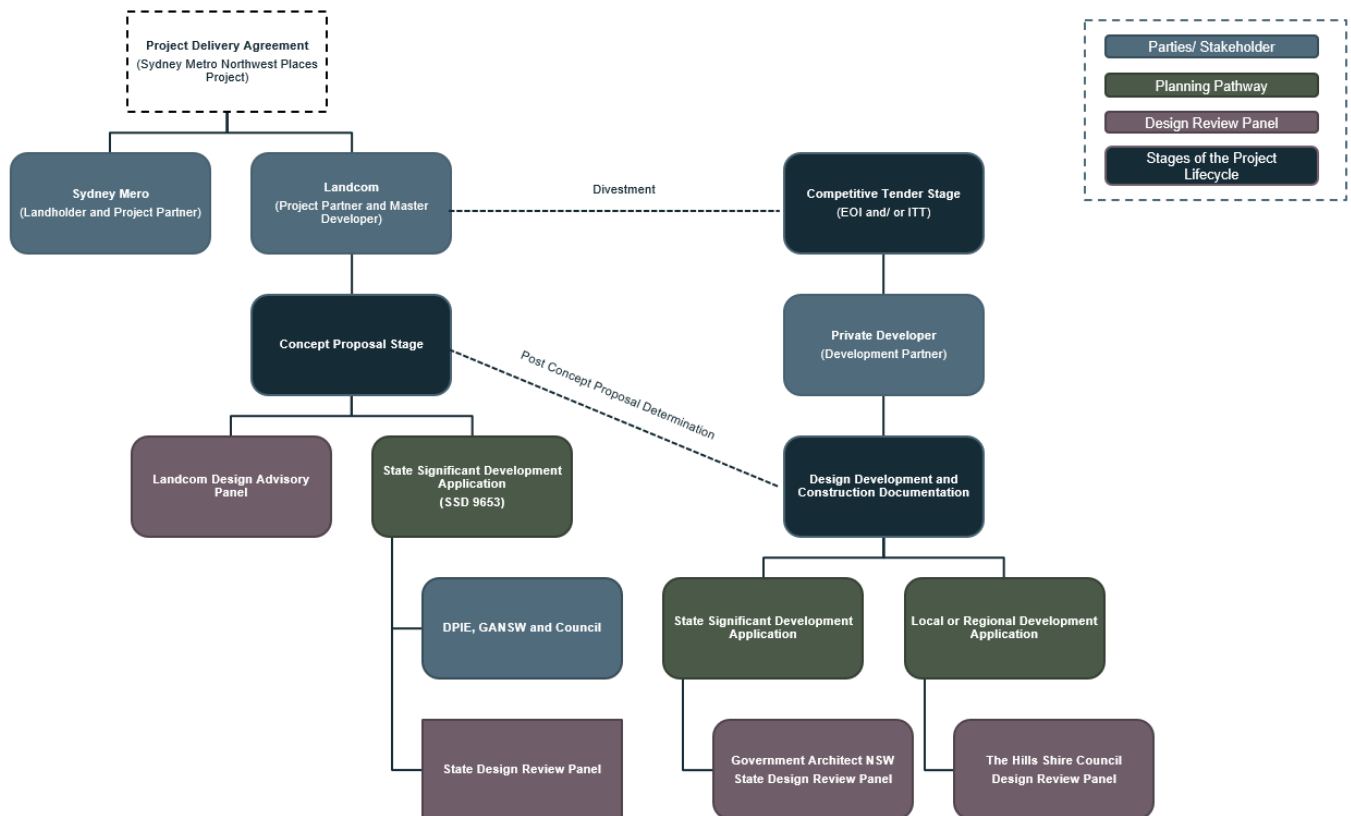 Project Delivery Agreement
(Sydney Metro Northwest Places
Project)
Parties/ Stakeholder
Planning Pathway
Design Review Panel
Stages of the Project
Lifecycle
Sydney Mero
(Landholder and Project Partner)
Landcom
(Project Partner and Master
Developer)
Divestment
Competitive Tender Stage
(EOI and/ or ITT)
Concept Proposal Stage
Post Concept Proposal Determination
Private Developer
(Development Partner)
Landcom Design Advisory
Panel
State Significant Development
Application
(SSD 9653)
Design Development and
Construction Documentation
DPIE, GANSW and Council
State Significant Development
Application
Local or Regional Development
Application
State Design Review Panel
Government Architect NSW
State Design Review Panel
The Hills Shire Council
Design Review Panel